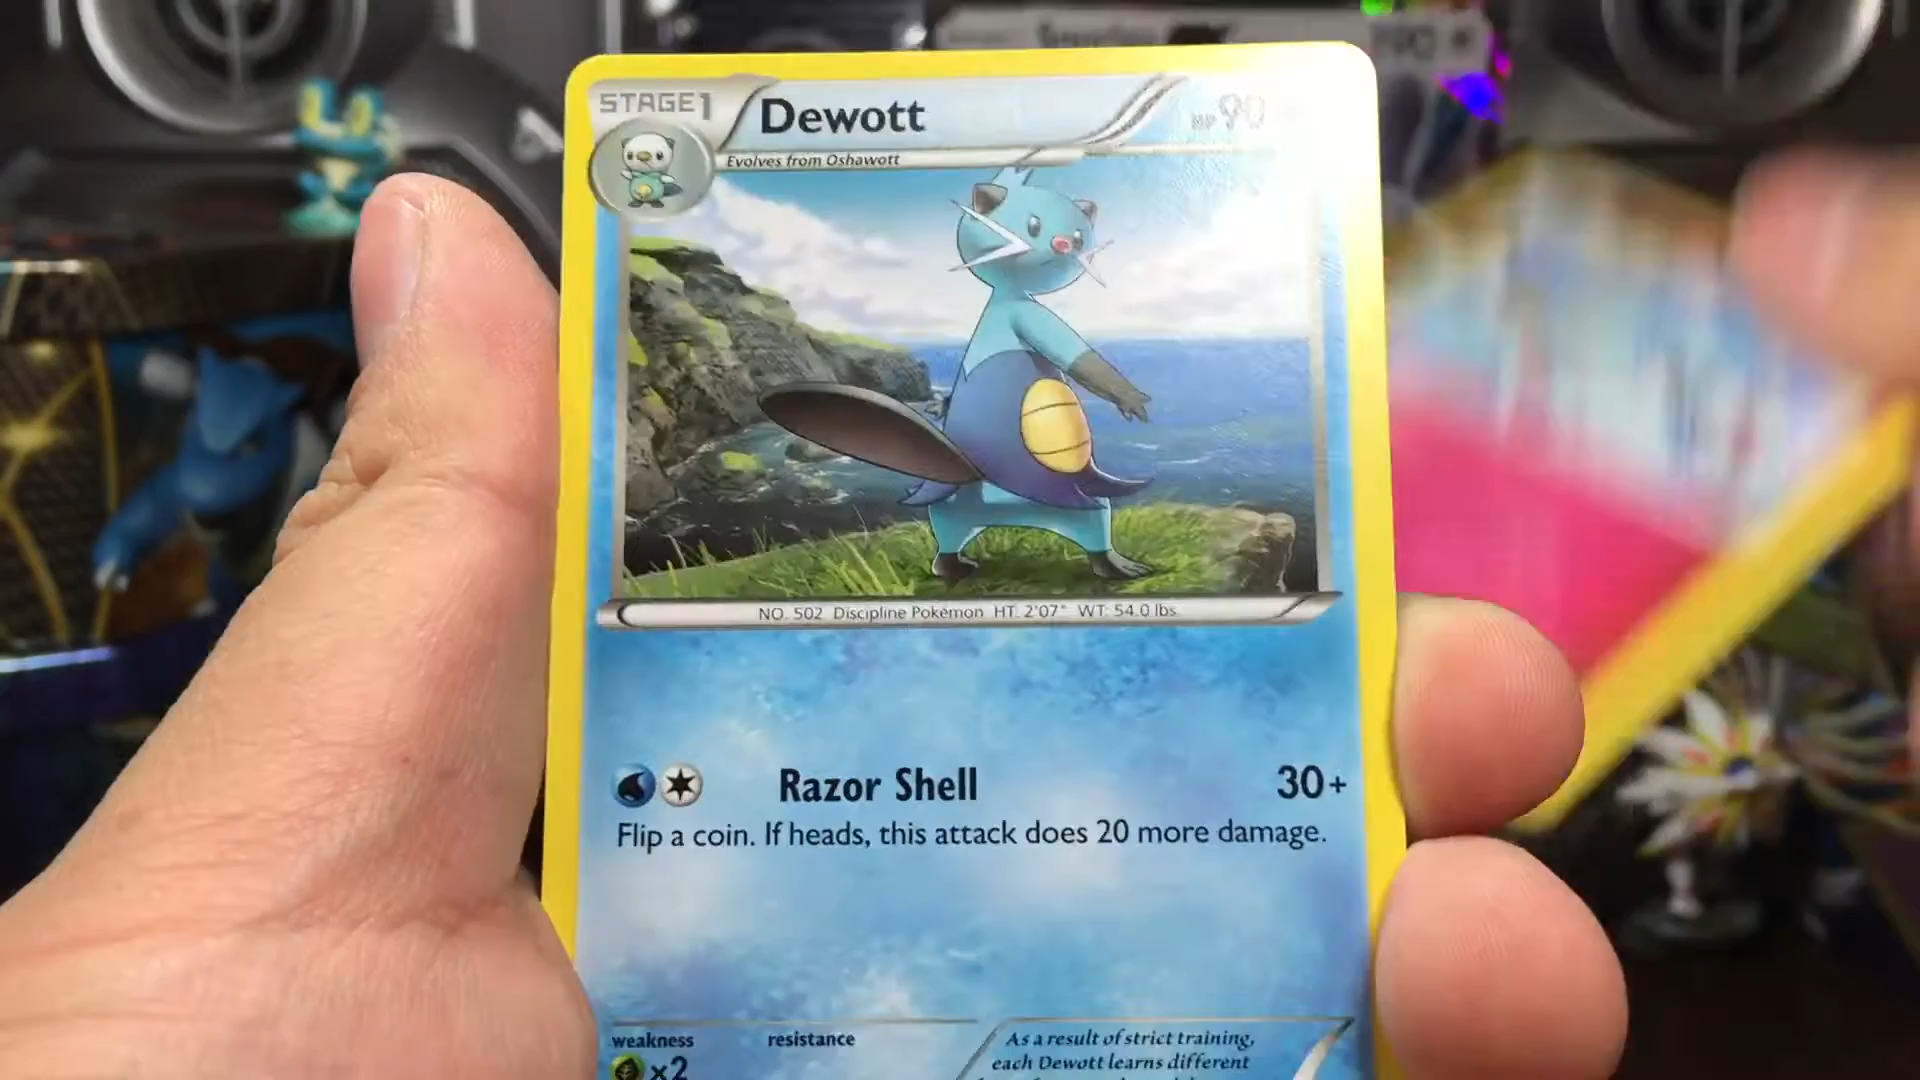 STAGE1
Dewott
HP90
Evolves from Oshawott
NO. 502 Discipline Pokémon HT: 2'07" WT: 54.0 lbs.
Razor Shell 30+
Flip a coin. If heads, this attack does 20 more damage.
weakness resistance
×2
As a result of strict training,
each Dewott learns different